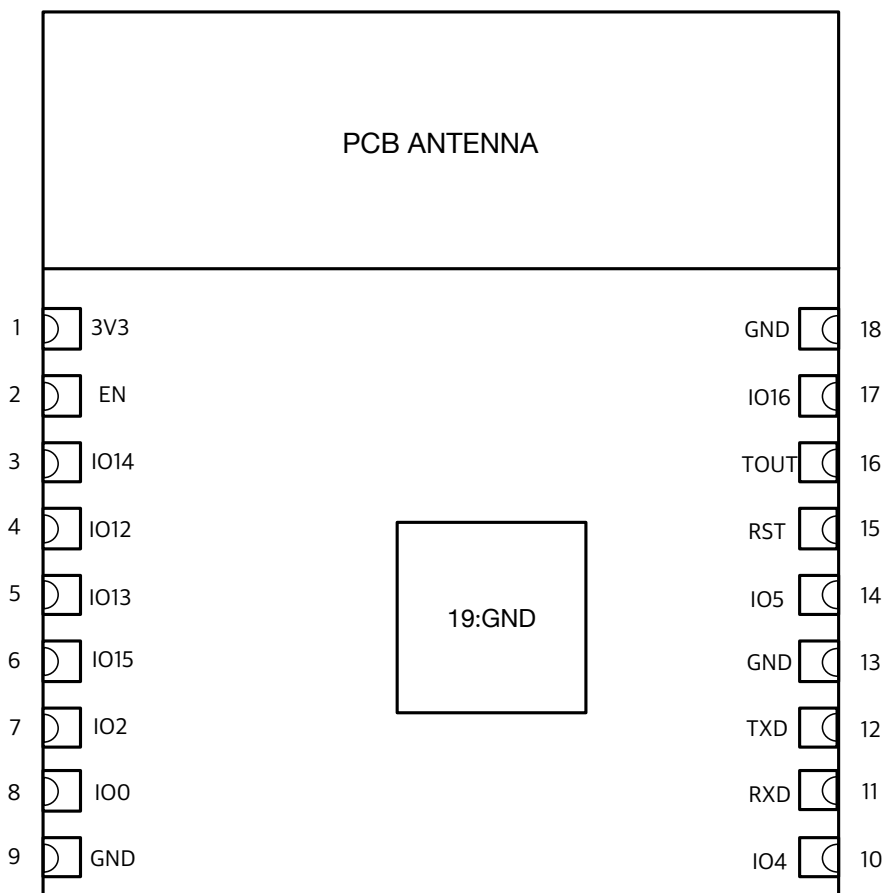 PCB ANTENNA
1 3V3 GND 18
2 EN IO16 17
3 IO14 TOUT 16
4 IO12 RST 15
5 IO13 19:GND IO5 14
6 IO15 GND 13
7 IO2 TXD 12
8 IO0 RXD 11
9 GND IO4 10